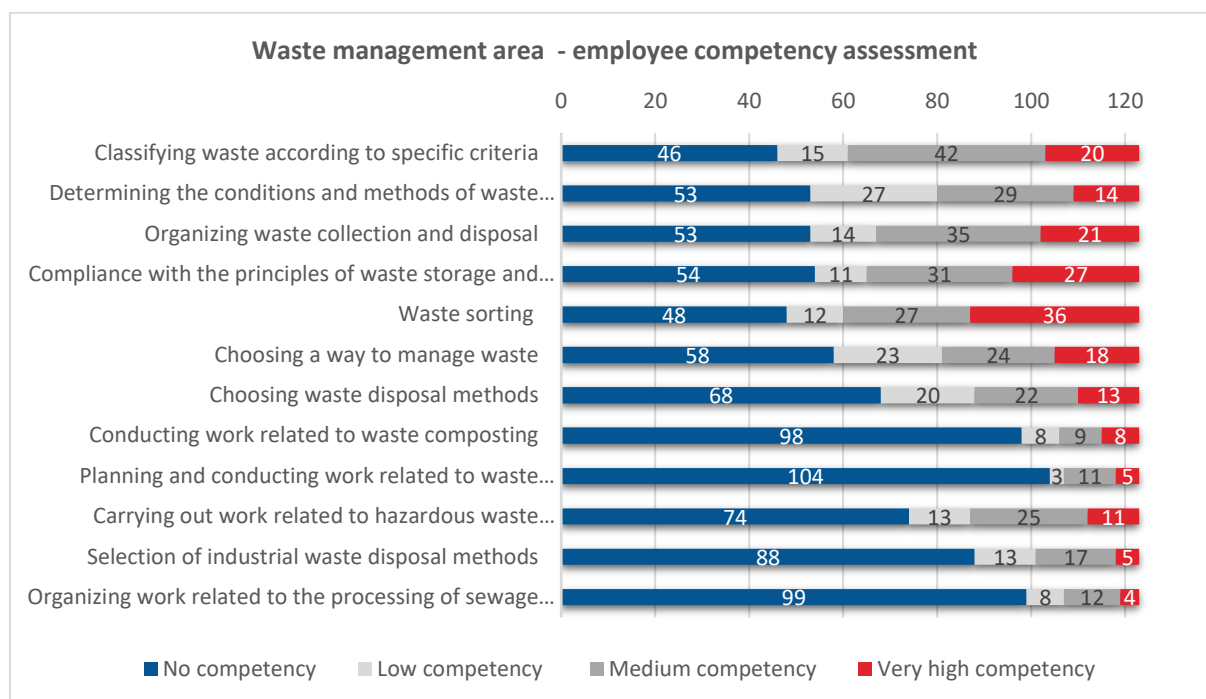 Waste management area - employee competency assessment
0 20 40 60 80 100 120
Classifying waste according to specific criteria 46 15 42 20
Determining the conditions and methods of waste... 53 27 29 14
Organizing waste collection and disposal 53 14 35 21
Compliance with the principles of waste storage and... 54 11 31 27
Waste sorting 48 12 27 36
Choosing a way to manage waste 58 23 24 18
Choosing waste disposal methods 68 20 22 13
Conducting work related to waste composting 98 8 9 8
Planning and conducting work related to waste... 104 3 11 5
Carrying out work related to hazardous waste... 74 13 25 11
Selection of industrial waste disposal methods 88 13 17 5
Organizing work related to the processing of sewage... 99 8 12 4
No competency Low competency Medium competency Very high competency